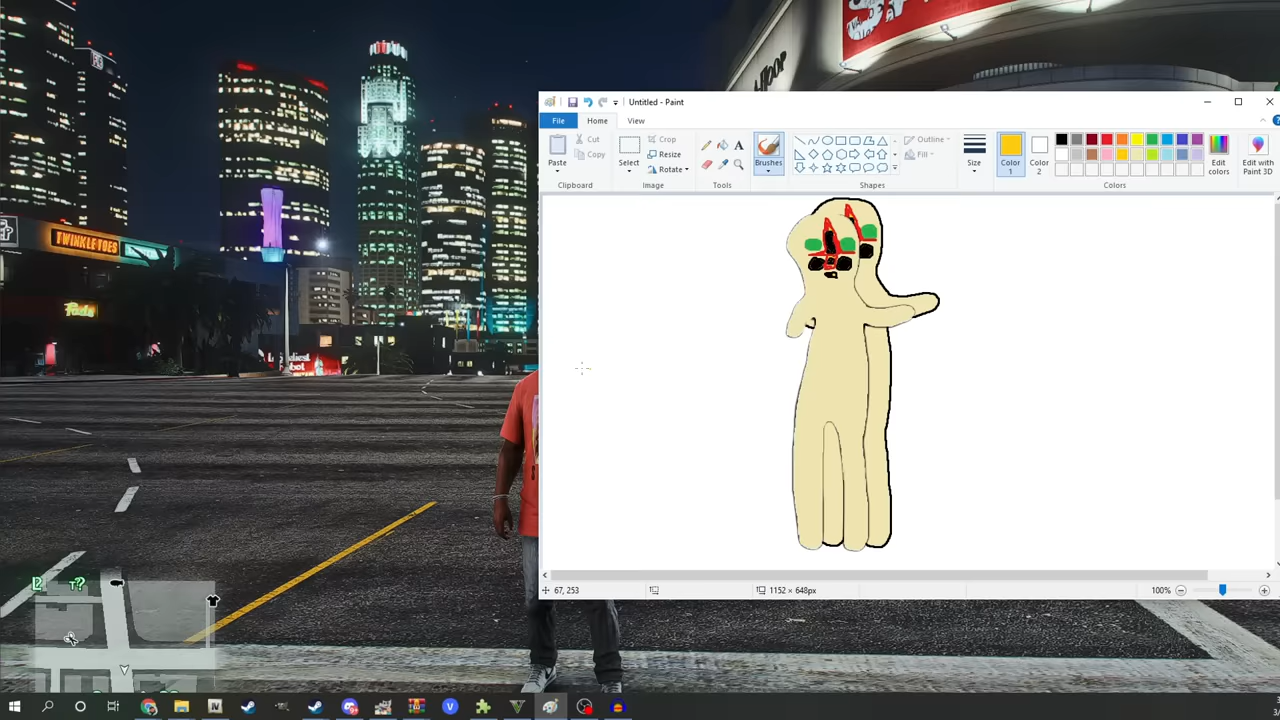 TWINKLETOES
Untitled - Paint
File
Home
View
Paste
Cut
Copy
Select
Crop
Resize
Rotate
A
Brushes
Outline
Fill
Size
Color
1
Color
2
Edit
colors
Edit with
Paint 3D
Clipboard
Image
Tools
Shapes
Colors
67, 253
1152 × 648px
100%